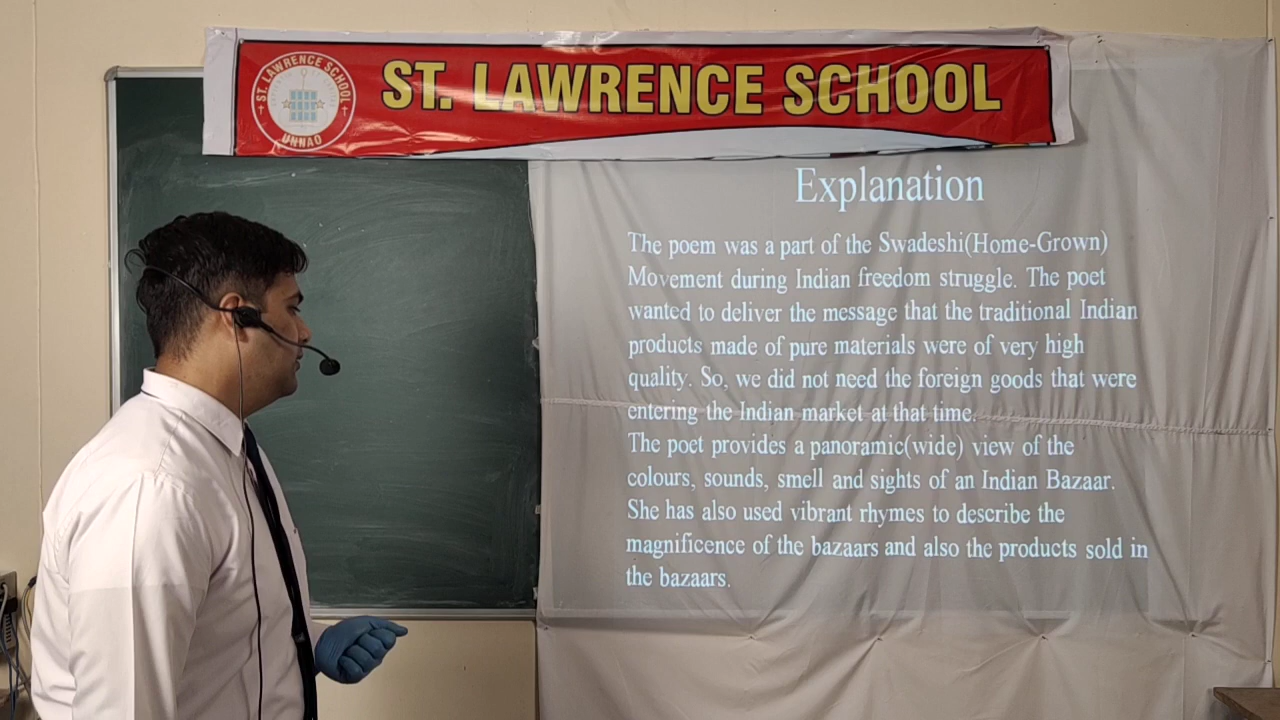 ST. LAWRENCE SCHOOL
ST. LAWRENCE SCHOOL
UNNAO
Explanation
The poem was a part of the Swadeshi(Home-Grown)
Movement during Indian freedom struggle. The poet
wanted to deliver the message that the traditional Indian
products made of pure materials were of very high
quality. So, we did not need the foreign goods that were
entering the Indian market at that time.
The poet provides a panoramic(wide) view of the
colours, sounds, smell and sights of an Indian Bazaar.
She has also used vibrant rhymes to describe the
magnificence of the bazaars and also the products sold in
the bazaars.